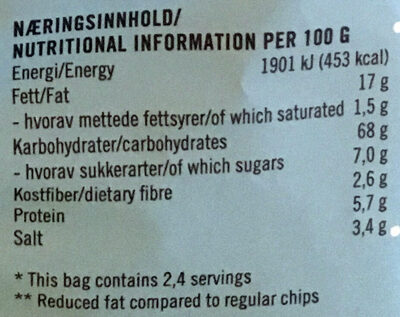 NÆRINGSINNHOLD/
NUTRITIONAL INFORMATION PER 100 G
Energi/Energy 1901 kJ (453 kcal)
Fett/Fat 17 g
- hvorav mettede fettsyrer/of which saturated 1,5 g
Karbohydrater/carbohydrates 68 g
- hvorav sukkerarter/of which sugars 7,0 g
Kostfiber/dietary fibre 2,6 g
Protein 5,7 g
Salt 3,4 g
* This bag contains 2,4 servings
** Reduced fat compared to regular chips